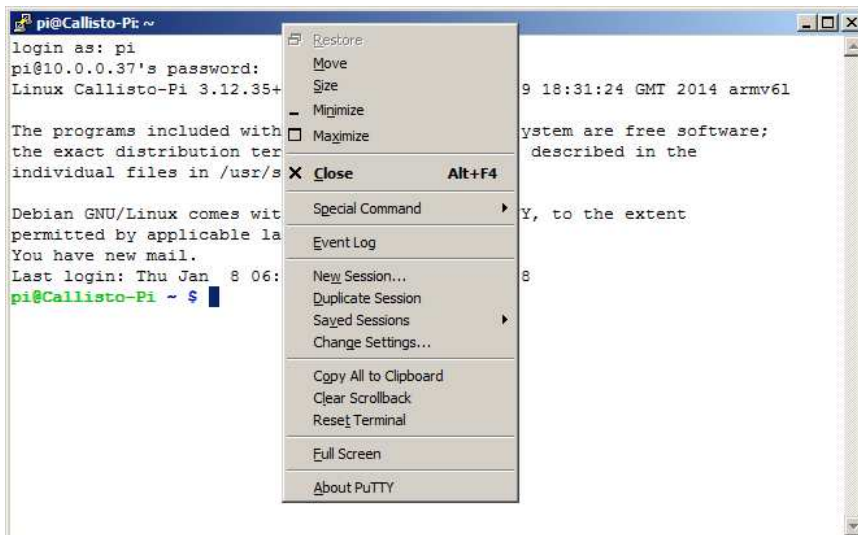 pi@Callisto-Pi: ~
login as: pi
pi@10.0.0.37's password:
Linux Callisto-Pi 3.12.35+ 9 18:31:24 GMT 2014 armv6l
The programs included with ystem are free software;
the exact distribution ter described in the
individual files in /usr/s
Debian GNU/Linux comes wit Y, to the extent
permitted by applicable la
You have new mail.
Last login: Thu Jan 8 06: 8
pi@Callisto-Pi ~ $
Restore
Move
Size
Minimize
Maximize
Close Alt+F4
Special Command
Event Log
New Session...
Duplicate Session
Saved Sessions
Change Settings...
Copy All to Clipboard
Clear Scrollback
Reset Terminal
Full Screen
About PuTTY